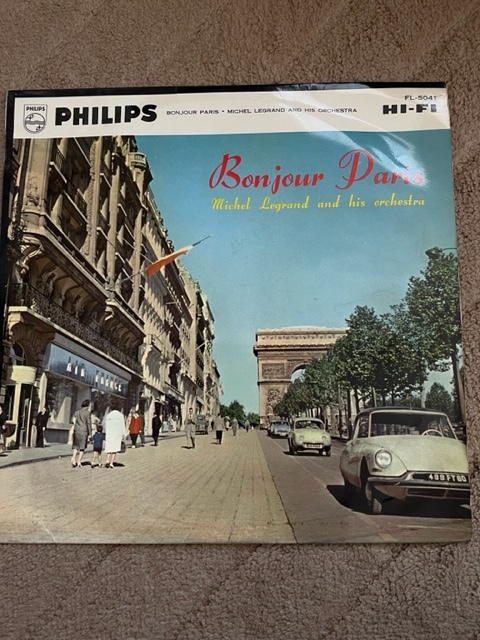 PHILIPS
PHILIPS
BONJOUR PARIS • MICHEL LEGRAND AND HIS ORCHESTRA
FL-5041
HI-FI
Bonjour Paris
Michel Legrand and his orchestra